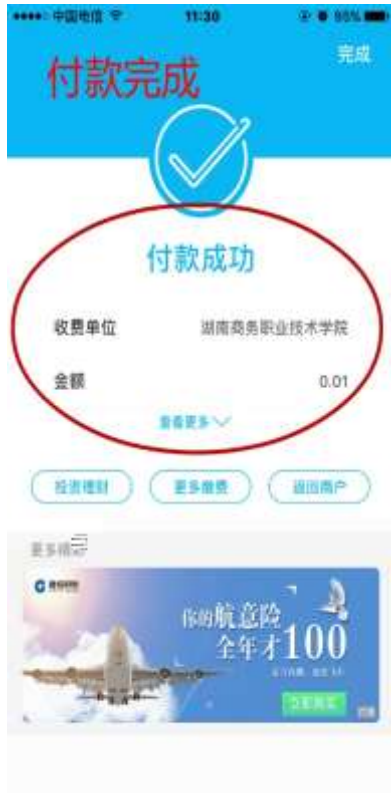 中国电信 11:30 95%
完成
付款完成
付款成功
收费单位 湖南商务职业技术学院
金额 0.01
查看更多
投资理财 更多缴费 返回商户
更多精彩
你的航意险
全年才100
立即购买